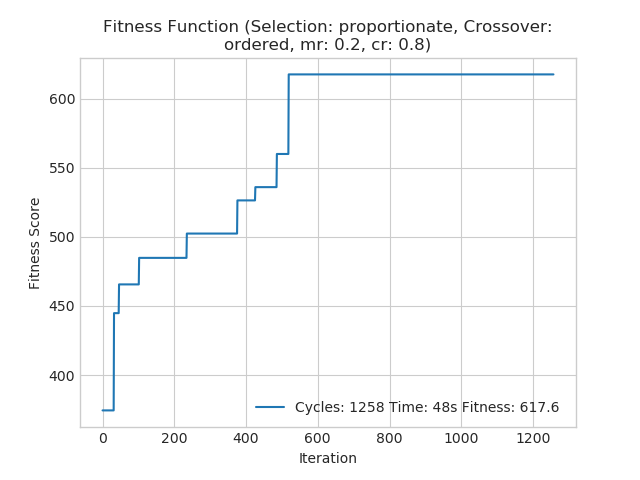 Fitness Function (Selection: proportionate, Crossover:
ordered, mr: 0.2, cr: 0.8)
600
550
500
450
400
Fitness Score
Cycles: 1258 Time: 48s Fitness: 617.6
0 200 400 600 800 1000 1200
Iteration